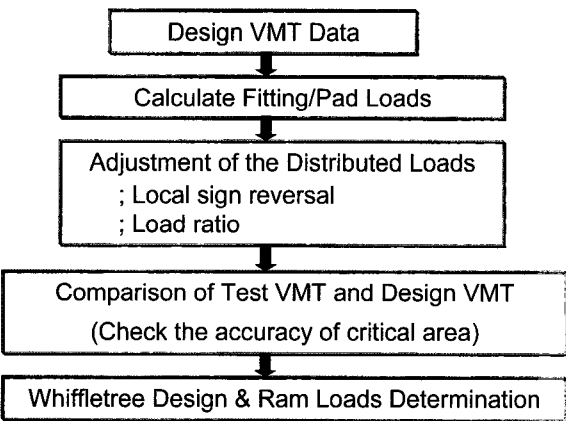 Design VMT Data
Calculate Fitting/Pad Loads
Adjustment of the Distributed Loads
; Local sign reversal
; Load ratio
Comparison of Test VMT and Design VMT
(Check the accuracy of critical area)
Whiffletree Design & Ram Loads Determination